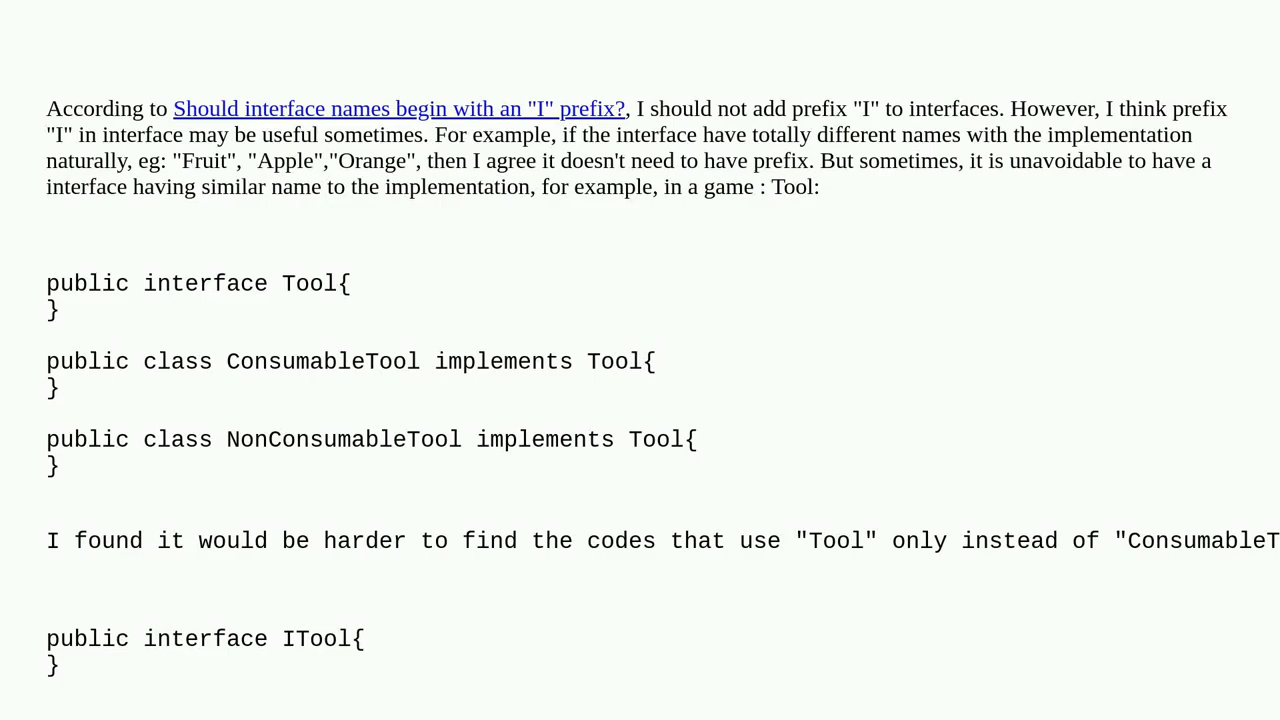 According to Should interface names begin with an "I" prefix?, I should not add prefix "I" to interfaces. However, I think prefix
"I" in interface may be useful sometimes. For example, if the interface have totally different names with the implementation
naturally, eg: "Fruit", "Apple","Orange", then I agree it doesn't need to have prefix. But sometimes, it is unavoidable to have a
interface having similar name to the implementation, for example, in a game : Tool:
public interface Tool{
}
public class ConsumableTool implements Tool{
}
public class NonConsumableTool implements Tool{
}
I found it would be harder to find the codes that use "Tool" only instead of "ConsumableT
public interface ITool{
}